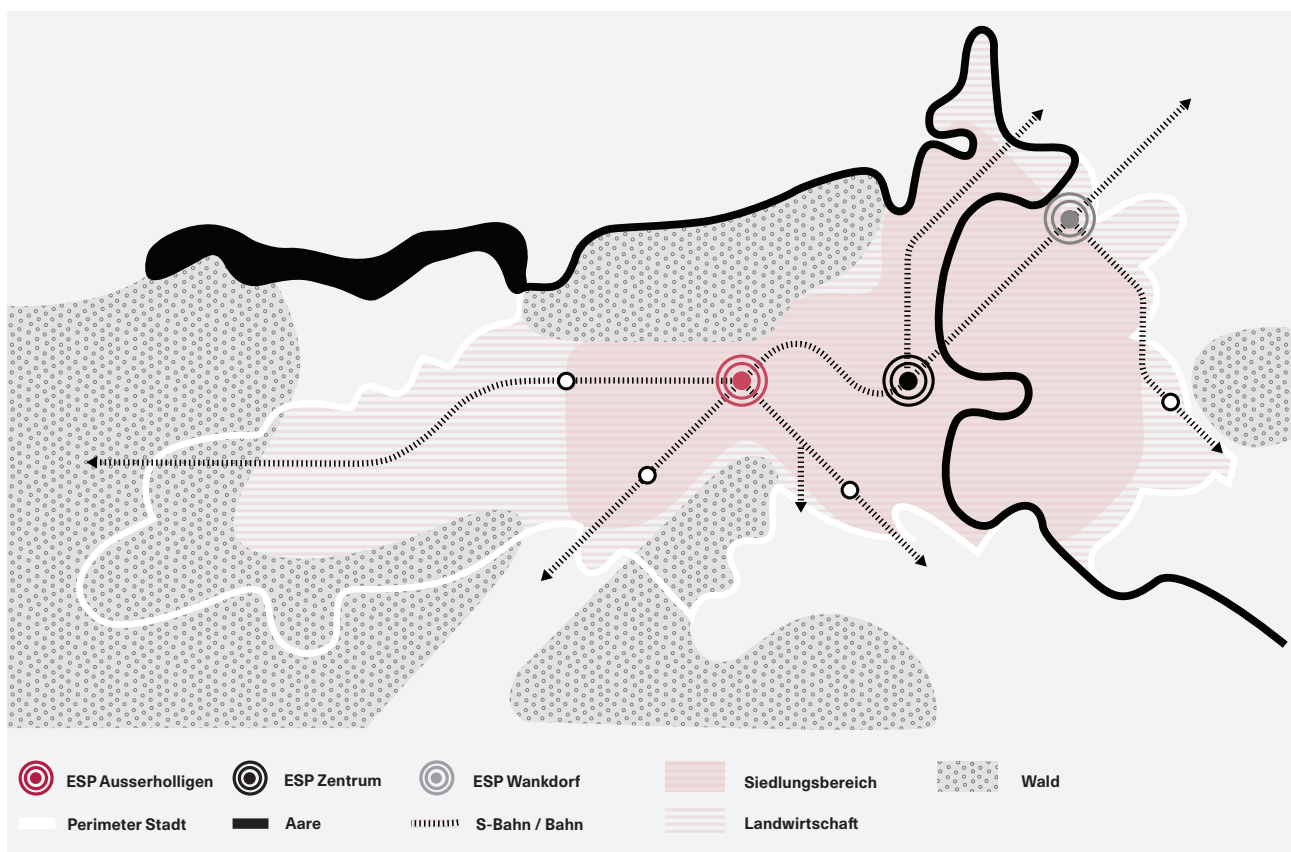 ESP Ausserholligen
ESP Zentrum
ESP Wankdorf
Siedlungsbereich
Wald
Perimeter Stadt
Aare
S-Bahn / Bahn
Landwirtschaft